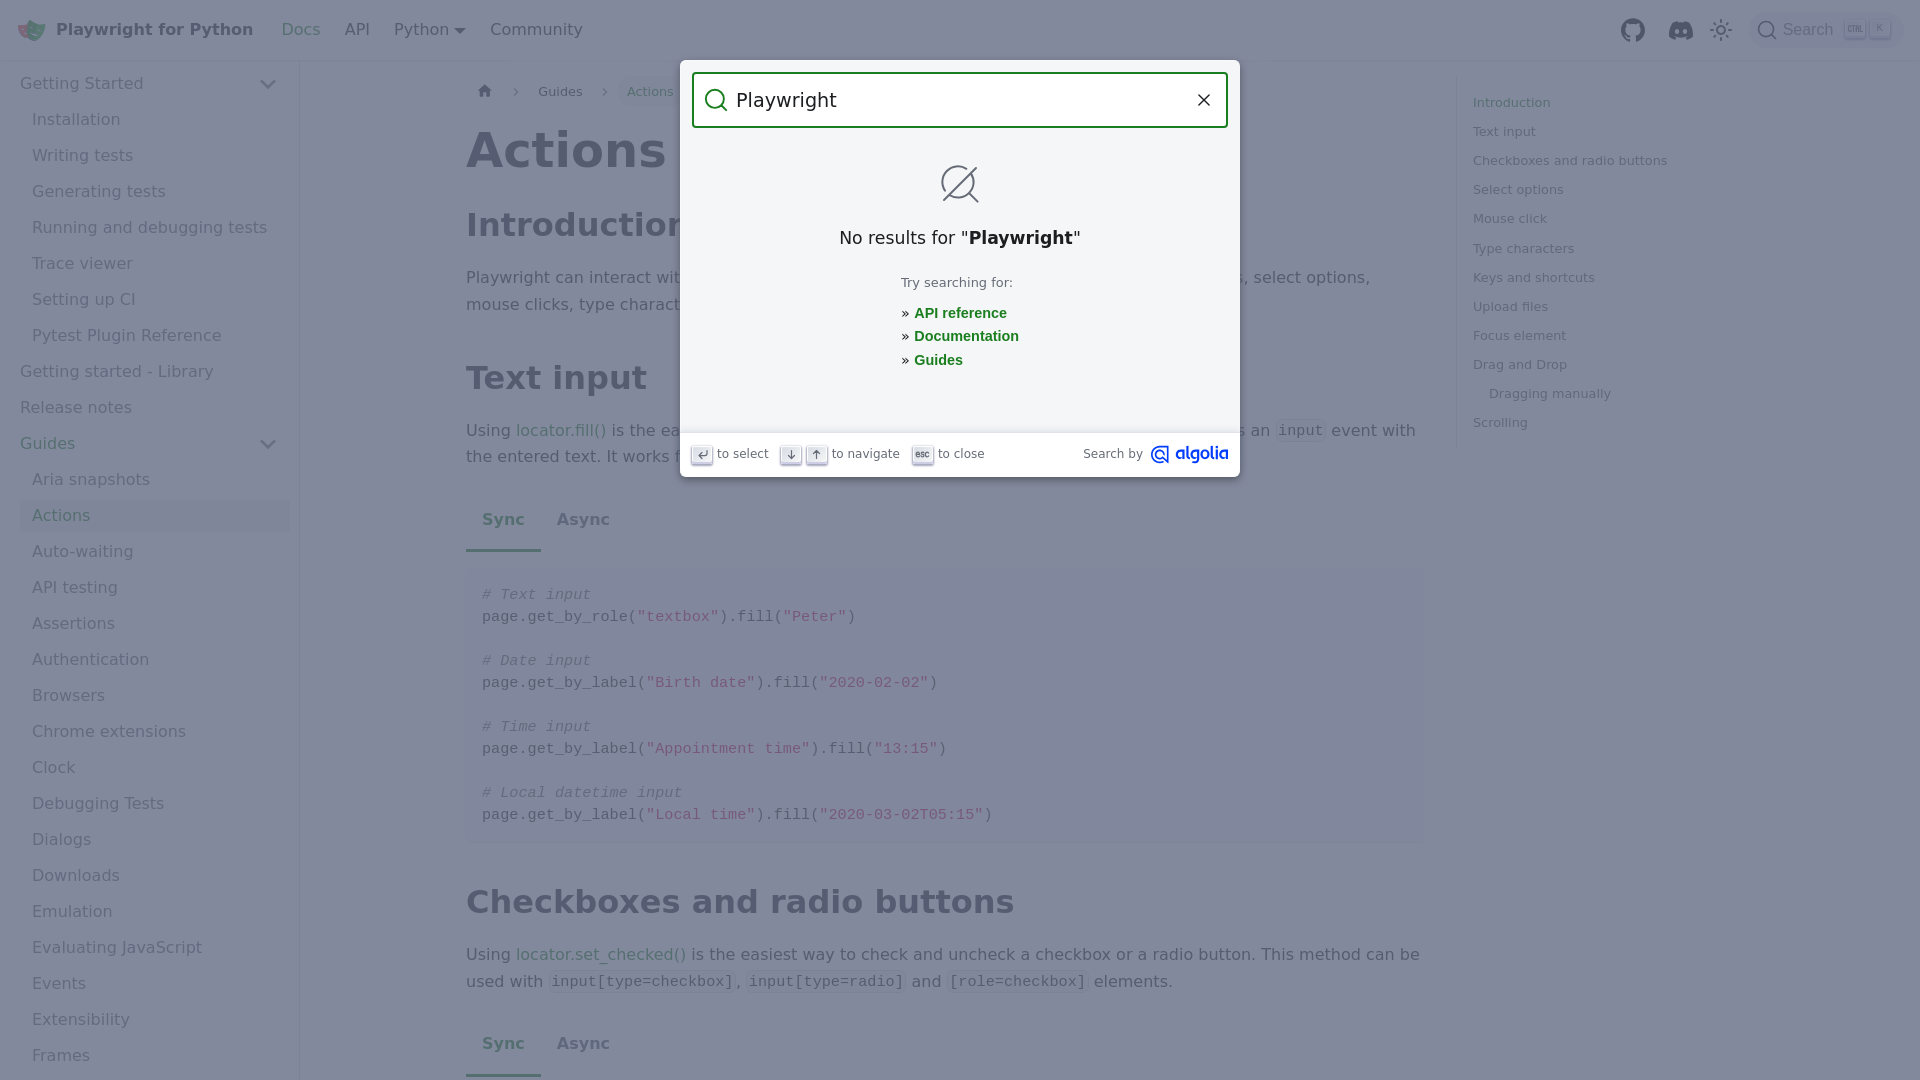 Playwright for Python
Docs
API
Python
Community
Search
CTRL
K
Playwright
No results for "Playwright"
Try searching for:
» API reference
» Documentation
» Guides
to select
to navigate
esc to close
Search by algolia
Getting Started
Installation
Writing tests
Generating tests
Running and debugging tests
Trace viewer
Setting up CI
Pytest Plugin Reference
Getting started - Library
Release notes
Guides
Aria snapshots
Actions
Auto-waiting
API testing
Assertions
Authentication
Browsers
Chrome extensions
Clock
Debugging Tests
Dialogs
Downloads
Emulation
Evaluating JavaScript
Events
Extensibility
Frames
Guides
Actions
Actions
Introduction
Playwright can interact wit
, select options,
mouse clicks, type charact
Text input
Using locator.fill() is the ea
s an input event with
the entered text. It works f
Sync
Async
# Text input
page.get_by_role("textbox").fill("Peter")
# Date input
page.get_by_label("Birth date").fill("2020-02-02")
# Time input
page.get_by_label("Appointment time").fill("13:15")
# Local datetime input
page.get_by_label("Local time").fill("2020-03-02T05:15")
Checkboxes and radio buttons
Using locator.set_checked() is the easiest way to check and uncheck a checkbox or a radio button. This method can be
used with input[type=checkbox], input[type=radio] and [role=checkbox] elements.
Sync
Async
Introduction
Text input
Checkboxes and radio buttons
Select options
Mouse click
Type characters
Keys and shortcuts
Upload files
Focus element
Drag and Drop
Dragging manually
Scrolling